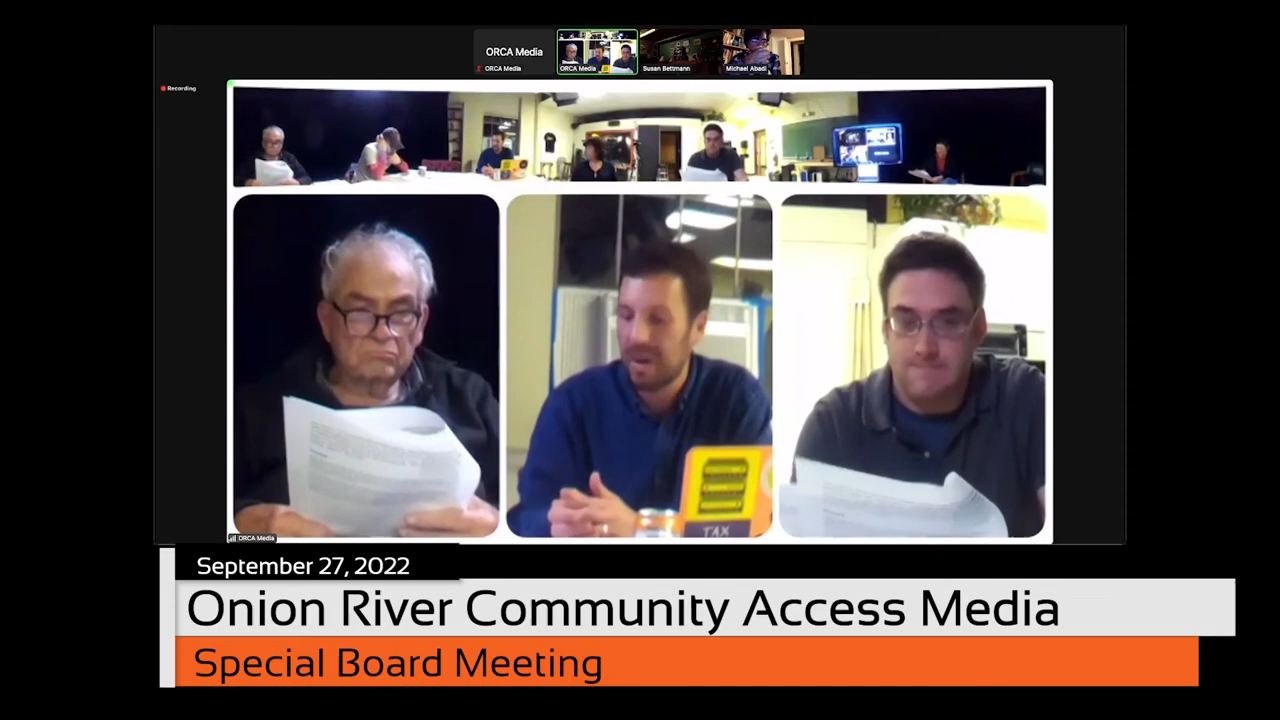 ORCA Media
ORCA Media
ORCA Media
Susan Bettmann
Michael Abadi
Recording
TAX
ORCA Media
September 27, 2022
Onion River Community Access Media
Special Board Meeting